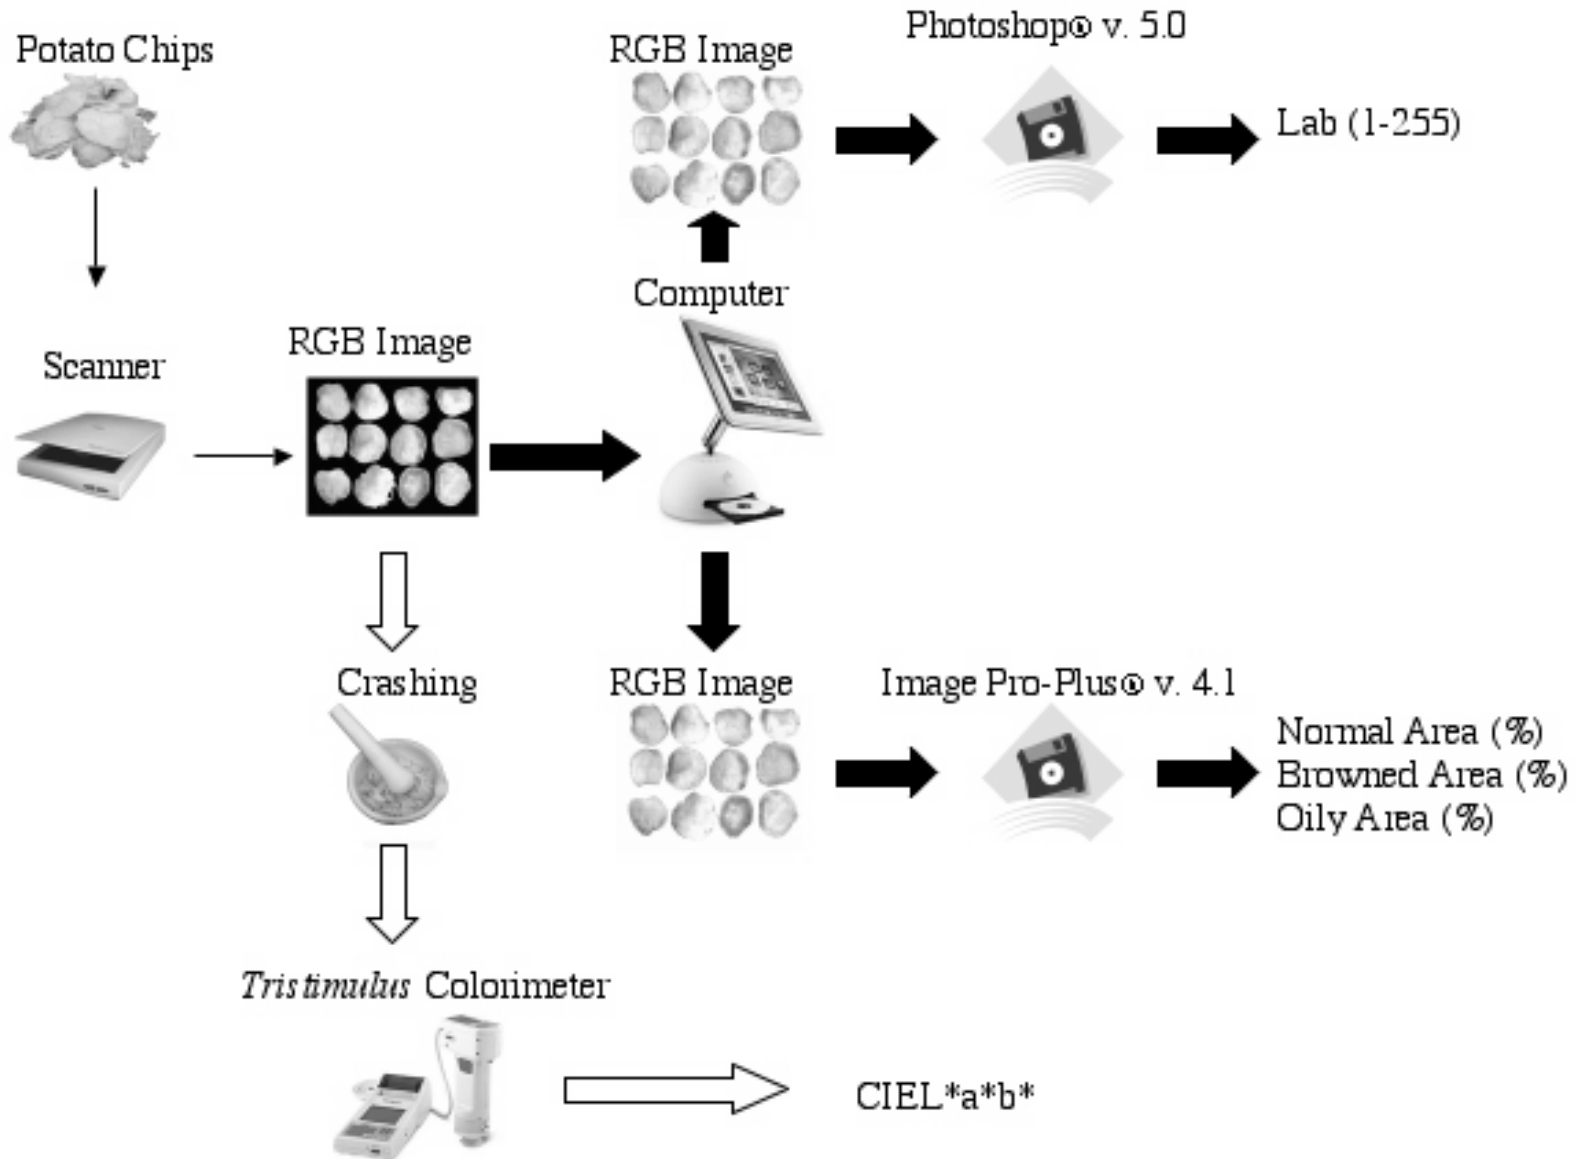 Potato Chips
RGB Image
Photoshop® v. 5.0
Lab (1-255)
Computer
Scanner
RGB Image
Crashing
RGB Image
Image Pro-Plus® v. 4.1
Normal Area (%)
Browned Area (%)
Oily Area (%)
Tristimulus Colorimeter
CIEL*a*b*